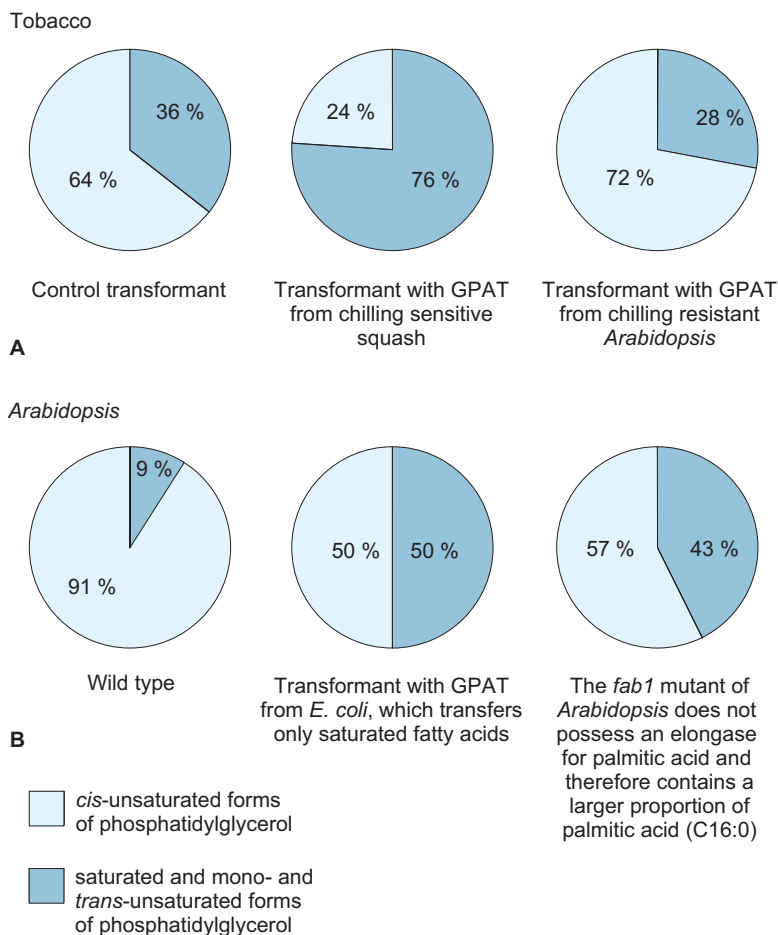 Tobacco
36 %
64 %
24 %
76 %
28 %
72 %
Control transformant
Transformant with GPAT
from chilling sensitive
squash
Transformant with GPAT
from chilling resistant
Arabidopsis
A
Arabidopsis
9 %
91 %
50 %
50 %
57 %
43 %
Wild type
Transformant with GPAT
from E. coli, which transfers
only saturated fatty acids
The fab1 mutant of
Arabidopsis does not
possess an elongase
for palmitic acid and
therefore contains a
larger proportion of
palmitic acid (C16:0)
B
cis-unsaturated forms
of phosphatidylglycerol
saturated and mono- and
trans-unsaturated forms
of phosphatidylglycerol